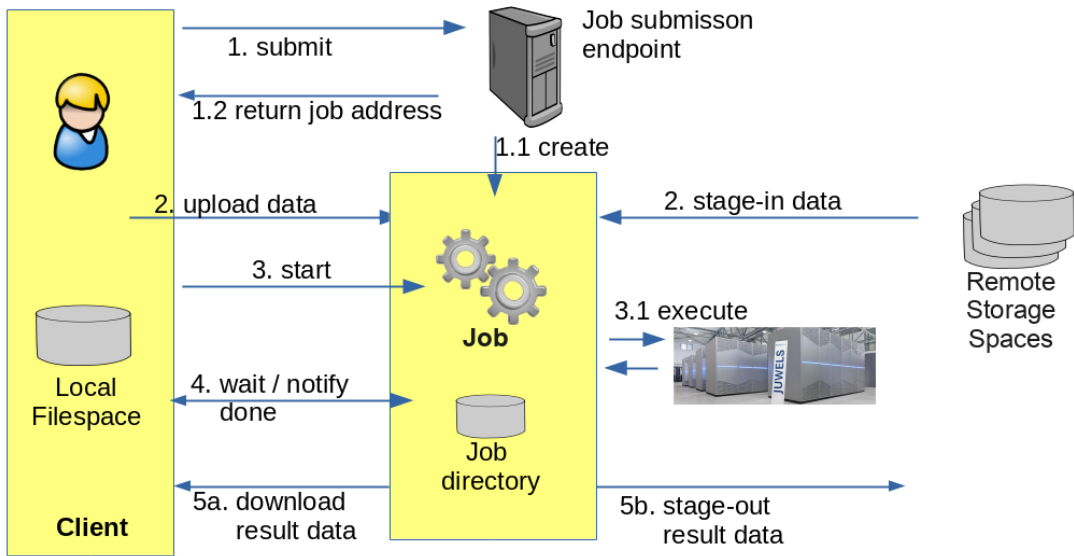 Job submisson
endpoint
1. submit
1.2 return job address
1.1 create
2. upload data
2. stage-in data
3. start
Remote
Storage
Spaces
3.1 execute
Job
JUWELS
Local
Filespace
4. wait / notify
done
Job
directory
5a. download
result data
5b. stage-out
result data
Client